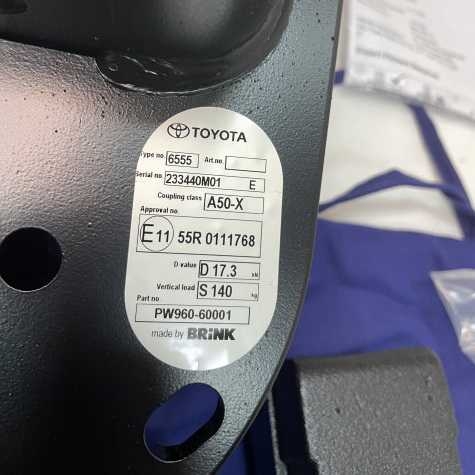 TOYOTA
Type no. 6555 Art.no.
Serial no. 233440M01 E
Coupling class A50-X
Approval no.
E11 55R 0111768
D-value D 17.3 kN
Vertical load S 140 kg
Part no
PW960-60001
made by BRINK